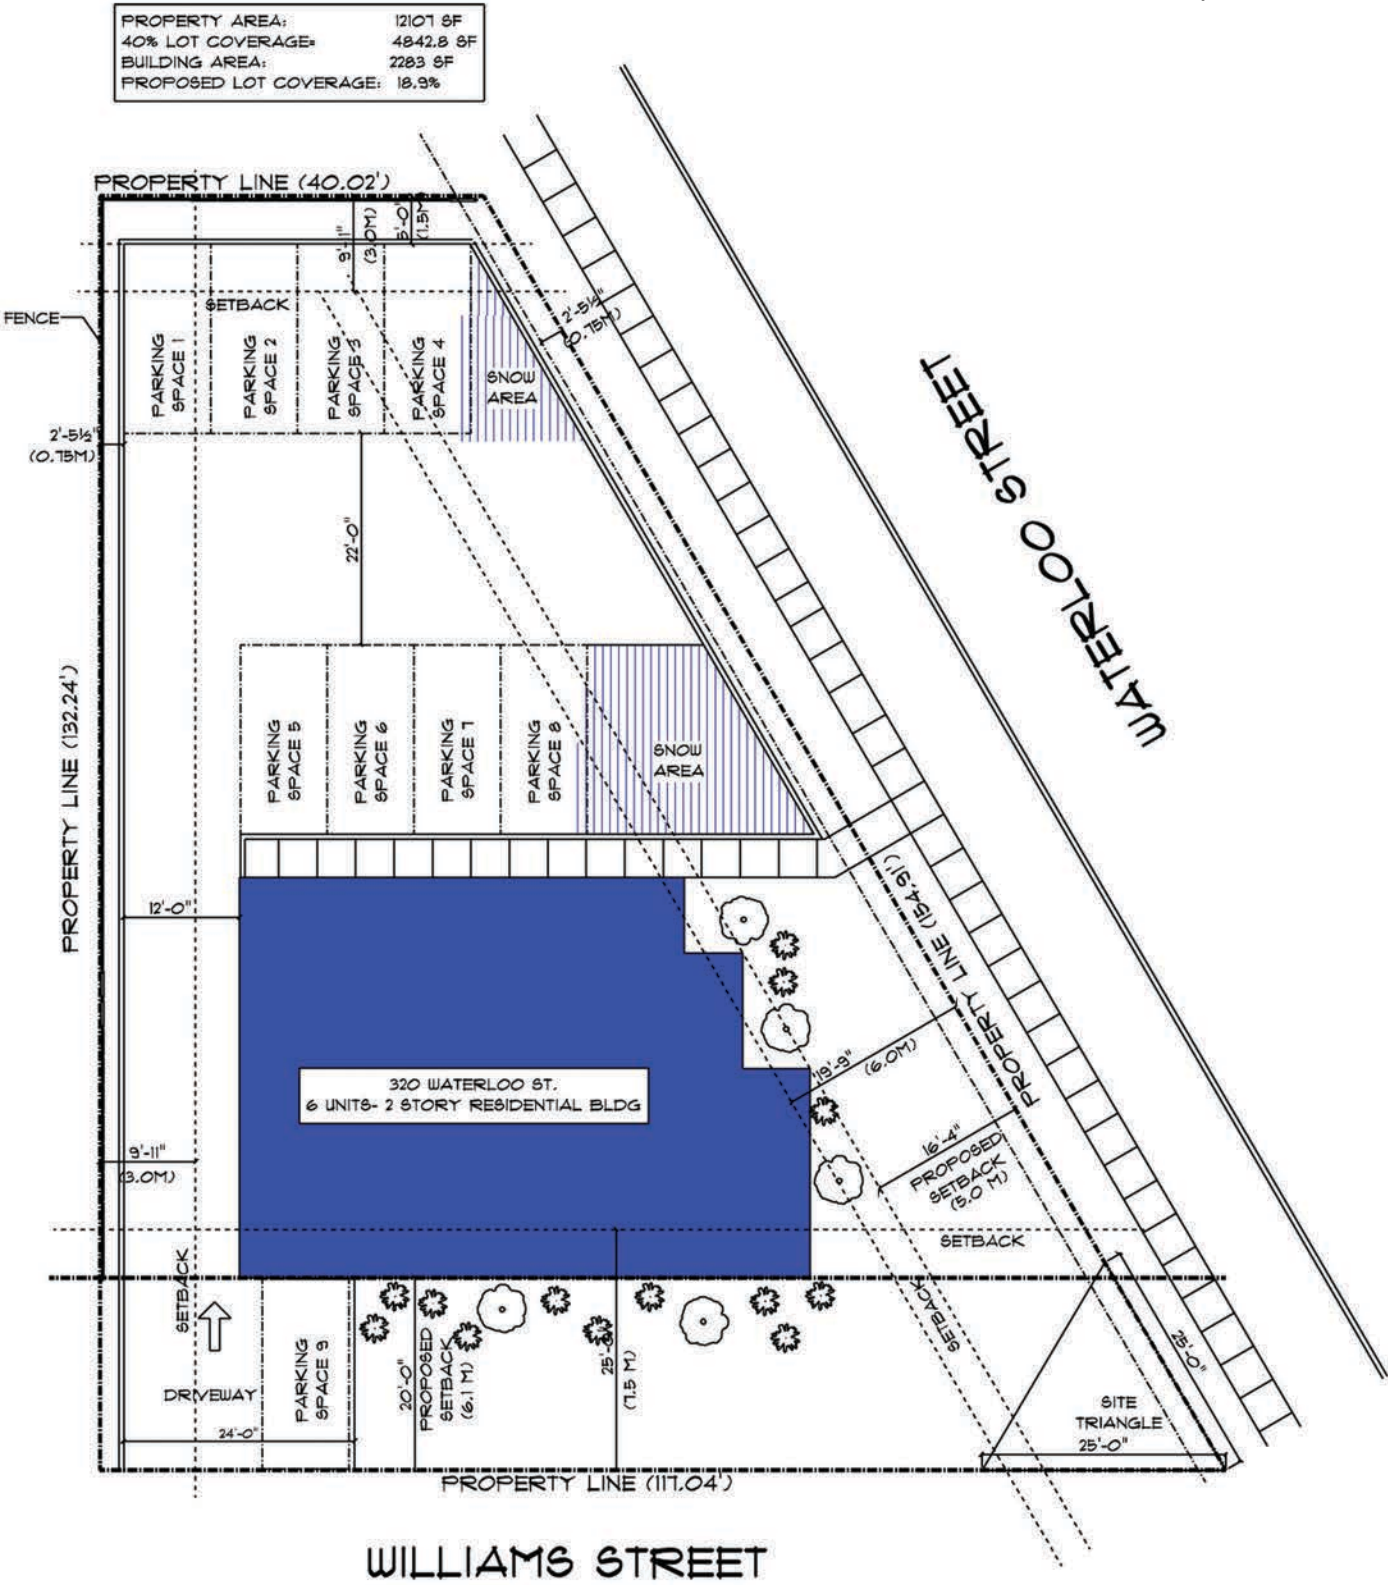 PROPERTY AREA: 12107 SF
40% LOT COVERAGE= 4842.8 SF
BUILDING AREA: 2283 SF
PROPOSED LOT COVERAGE: 18.9%
PROPERTY LINE (40.02')
9'-11"
(3.0M)
5'-0"
(1.5M)
SETBACK
FENCE
PARKING
SPACE 1
PARKING
SPACE 2
PARKING
SPACE 3
PARKING
SPACE 4
SNOW
AREA
2'-5½"
(0.75M)
2'-5½"
(0.75M)
WATERLOO STREET
22'-0"
PROPERTY LINE (132.24')
PARKING
SPACE 5
PARKING
SPACE 6
PARKING
SPACE 7
PARKING
SPACE 8
SNOW
AREA
12'-0"
PROPERTY LINE (154.91')
19'-9"
(6.0M)
320 WATERLOO ST.
6 UNITS- 2 STORY RESIDENTIAL BLDG
16'-4"
PROPOSED
SETBACK
(5.0 M)
9'-11"
(3.0M)
SETBACK
SETBACK
SETBACK
DRIVEWAY
24'-0"
PARKING
SPACE 9
20'-0"
PROPOSED
SETBACK
(6.1 M)
25'-0"
(7.5 M)
25'-0"
SITE
TRIANGLE
25'-0"
PROPERTY LINE (117.04')
WILLIAMS STREET